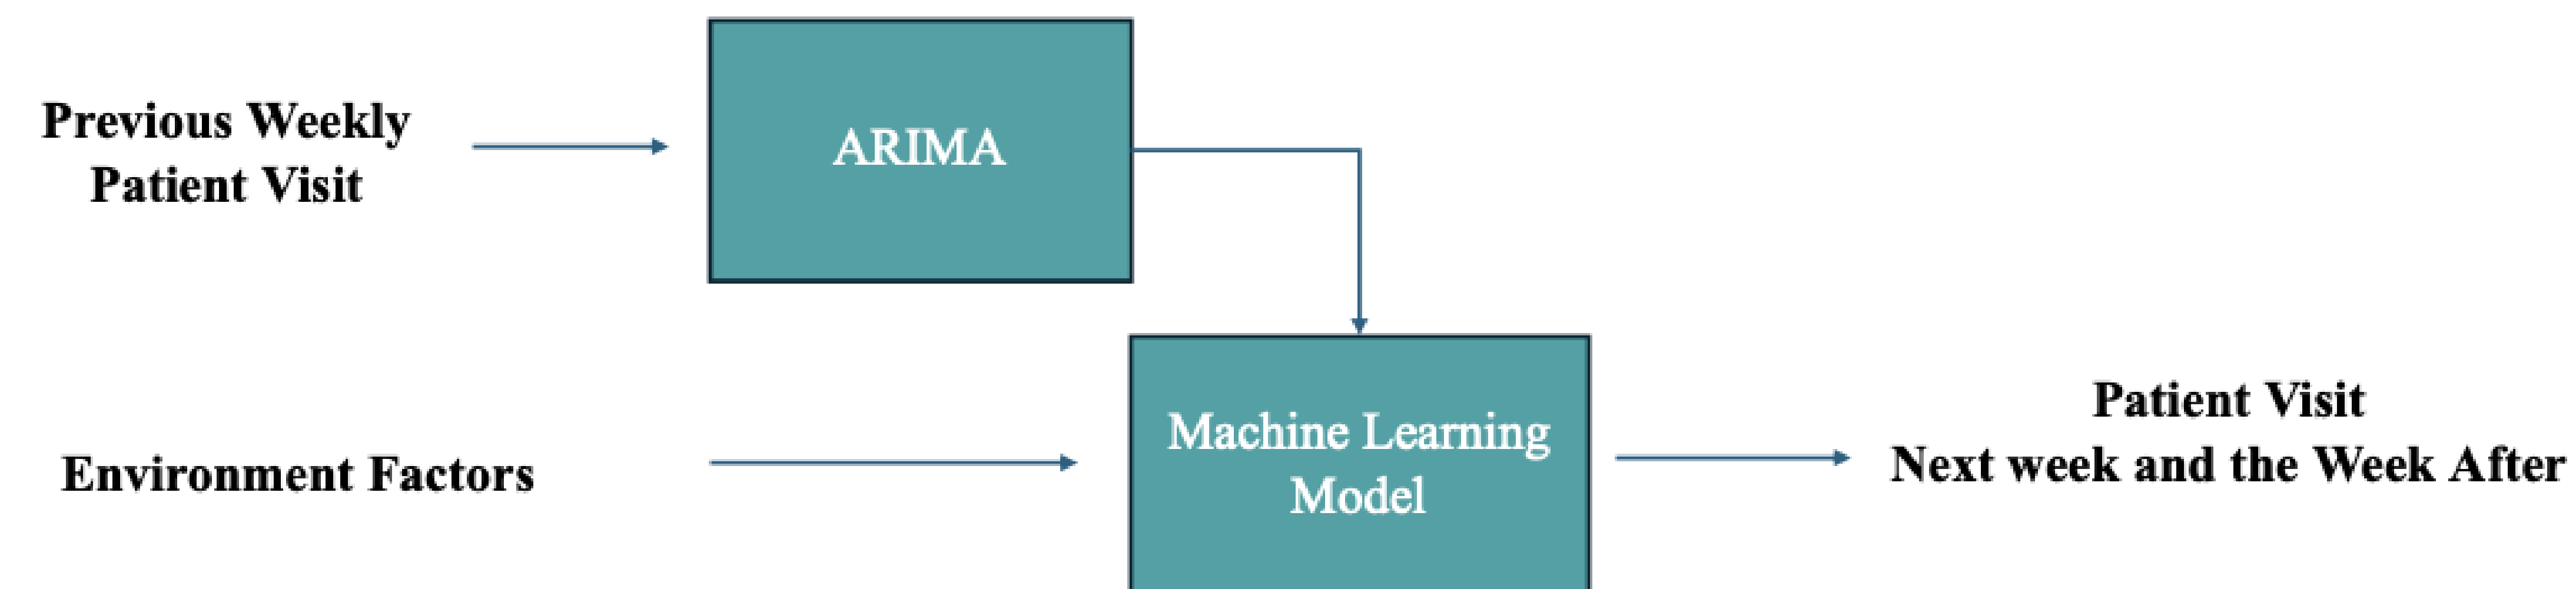 Previous Weekly
Patient Visit
ARIMA
Environment Factors
Machine Learning
Model
Patient Visit
Next week and the Week After